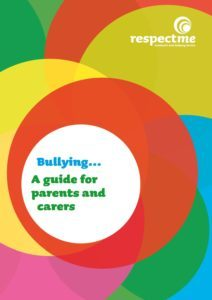 respectme
Bullying...
A guide for
parents and
carers